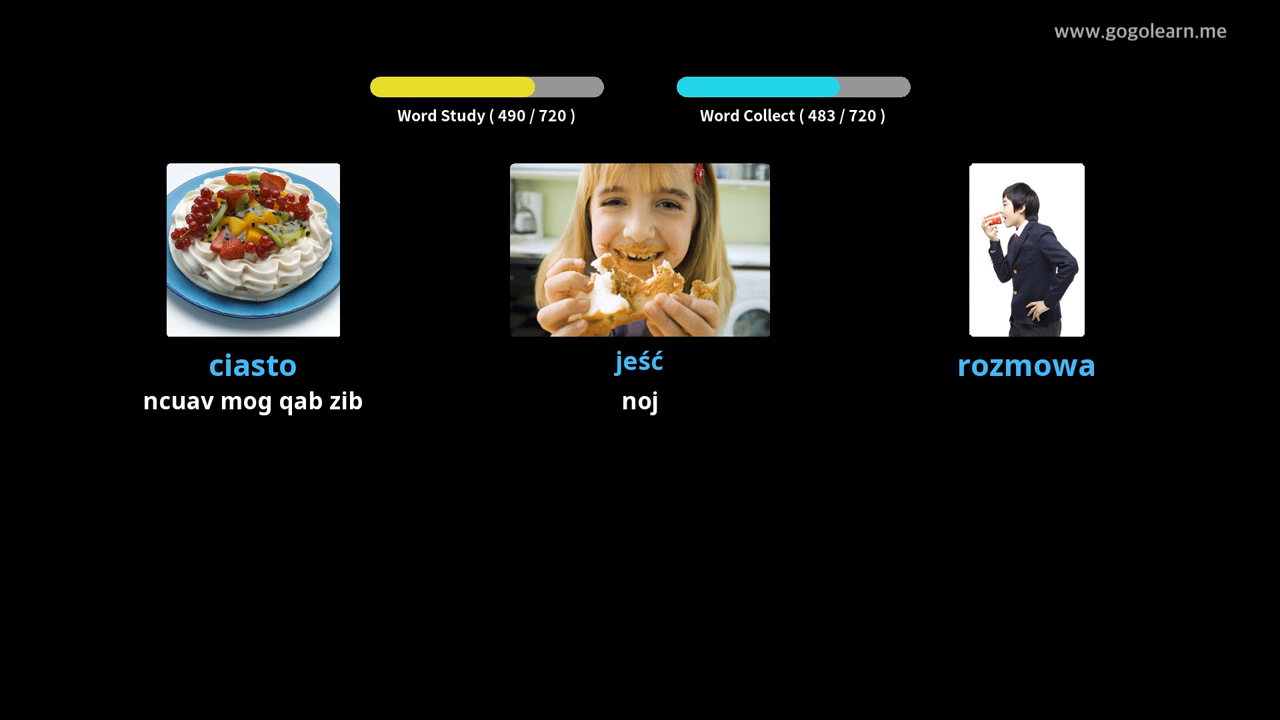 www.gogolearn.me
Word Study ( 490 / 720 )
Word Collect ( 483 / 720 )
ciasto
jeść
rozmowa
ncuav mog qab zib
noj